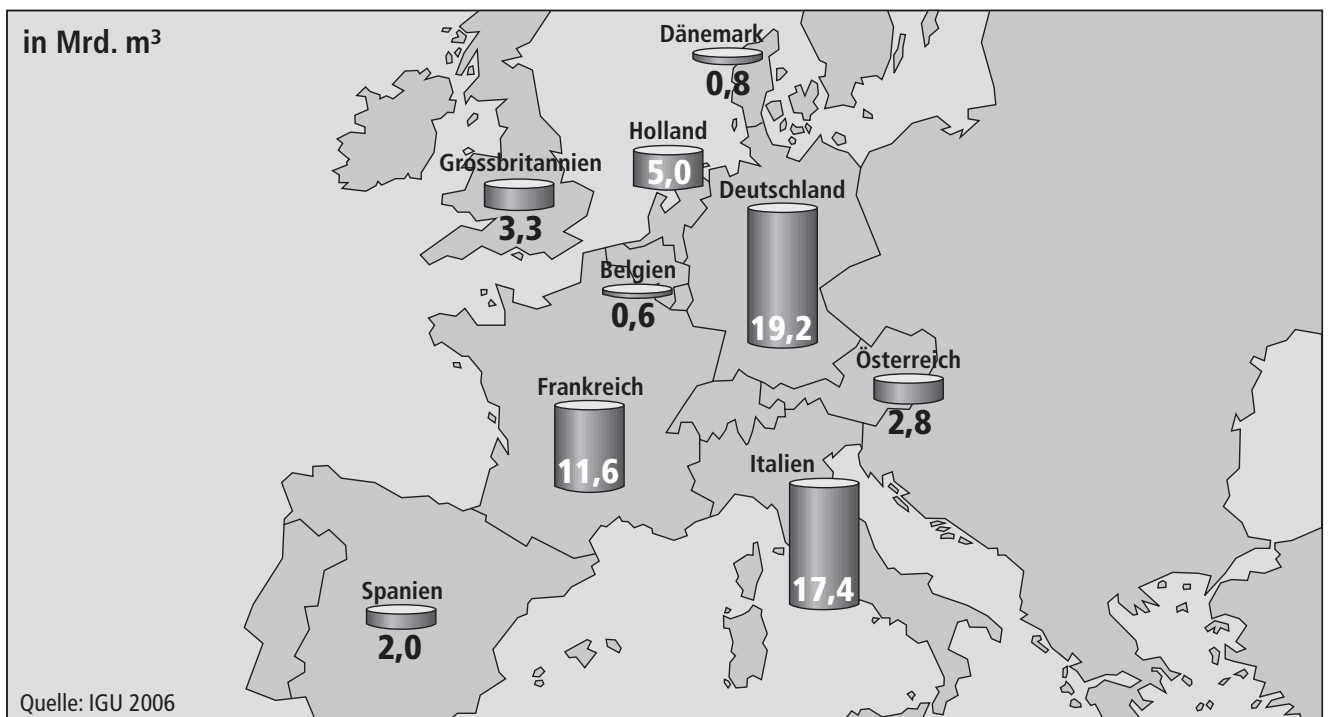 in Mrd. m³
Dänemark
0,8
Holland
5,0
Grossbritannien
3,3
Deutschland
19,2
Belgien
0,6
Österreich
2,8
Frankreich
11,6
Italien
17,4
Spanien
2,0
Quelle: IGU 2006